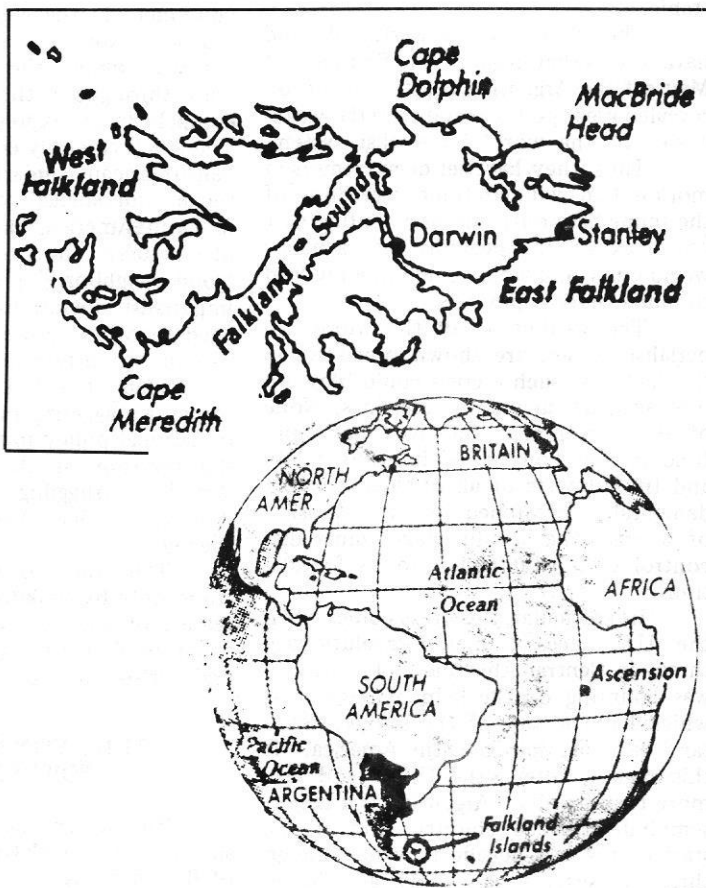 Cape
Dolphin
MacBride
Head
West
Falkland
Falkland Sound
Darwin
Stanley
East Falkland
Cape
Meredith
NORTH
AMER.
BRITAIN
Atlantic
Ocean
AFRICA
Ascension
SOUTH
AMERICA
Pacific
Ocean
ARGENTINA
Falkland
Islands